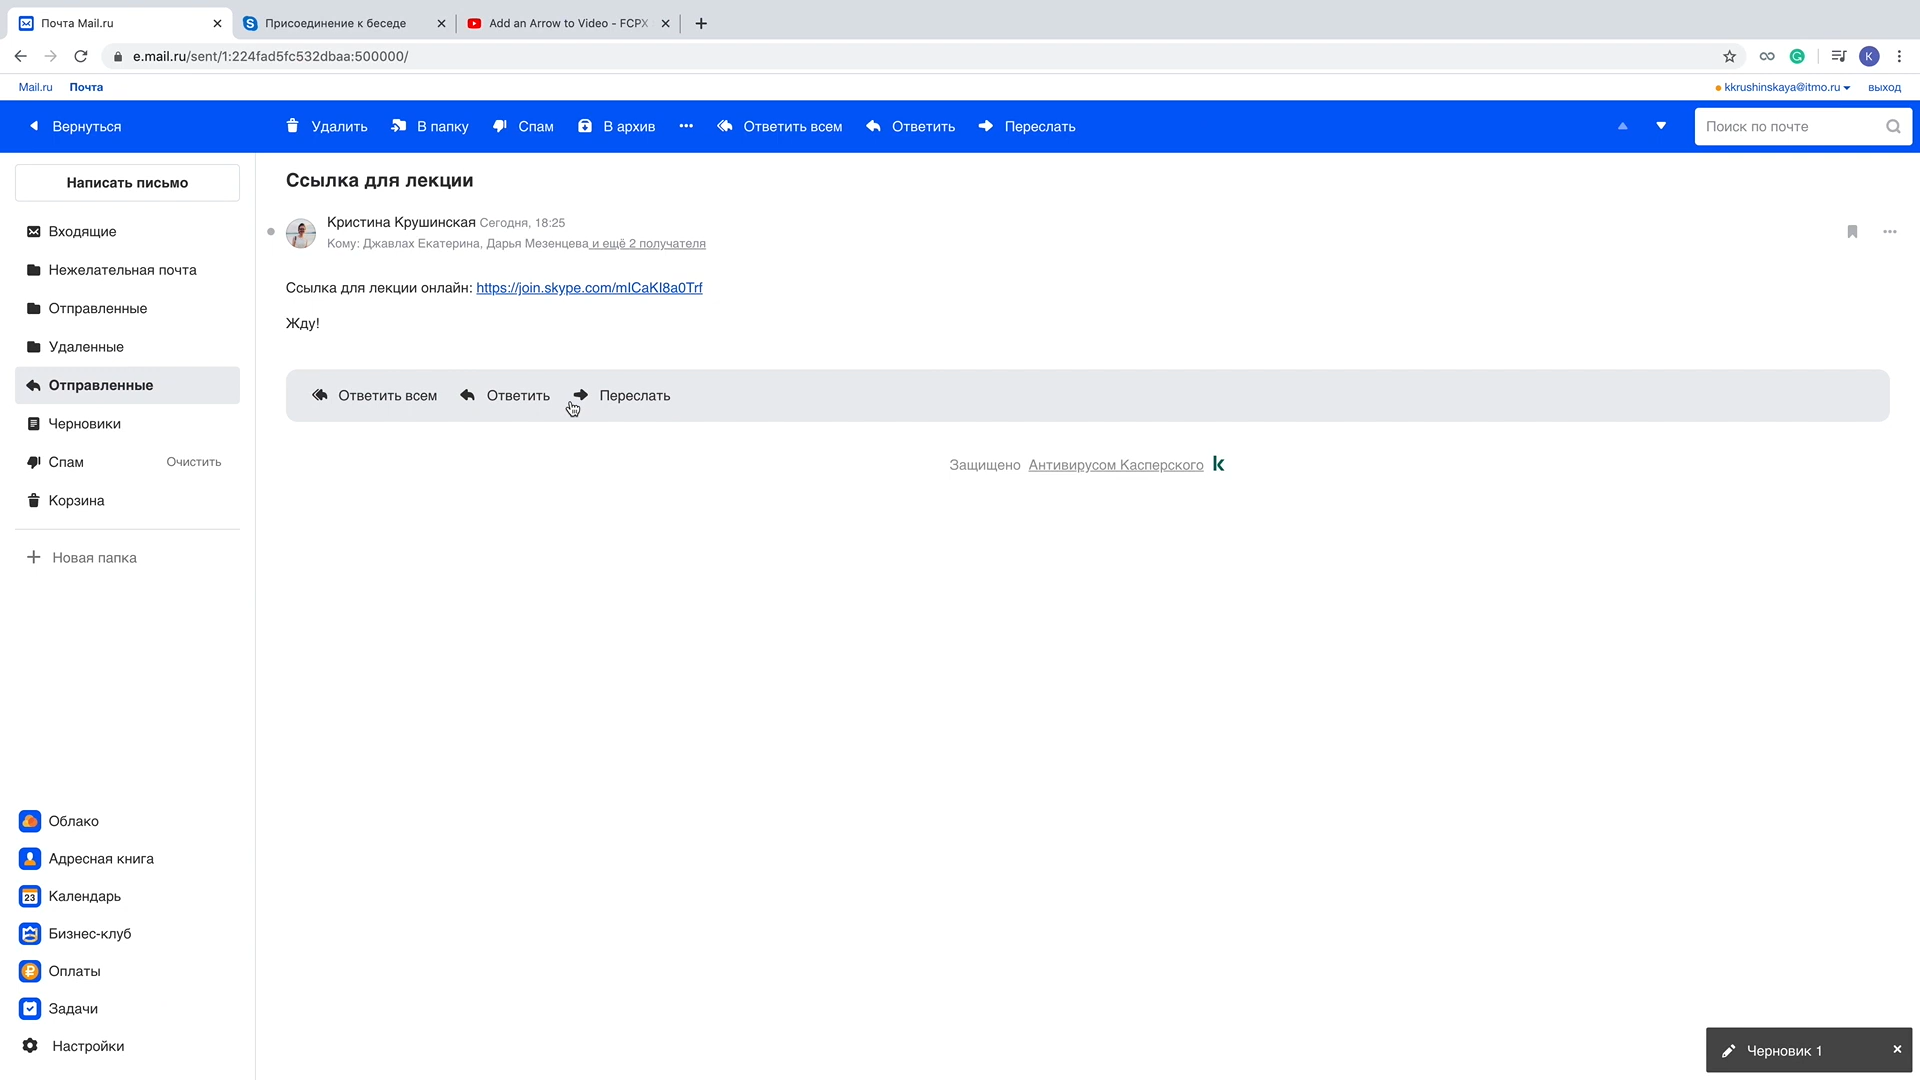 Почта Mail.ru
Присоединение к беседе
Add an Arrow to Video - FCPX
e.mail.ru/sent/1:224fad5fc532dbaa:500000/
K
Mail.ru Почта
kkrushinskaya@itmo.ru выход
Вернуться
Удалить В папку Спам В архив Ответить всем Ответить Переслать
Поиск по почте
Написать письмо
Входящие
Нежелательная почта
Отправленные
Удаленные
Отправленные
Черновики
Спам Очистить
Корзина
Новая папка
Ссылка для лекции
Кристина Крушинская Сегодня, 18:25
Кому: Джавлах Екатерина, Дарья Мезенцева и ещё 2 получателя
Ссылка для лекции онлайн: https://join.skype.com/mICaKI8a0Trf
Жду!
Ответить всем Ответить Переслать
Защищено Антивирусом Касперского
Облако
Адресная книга
23 Календарь
Бизнес-клуб
Оплаты
Задачи
Настройки
Черновик 1